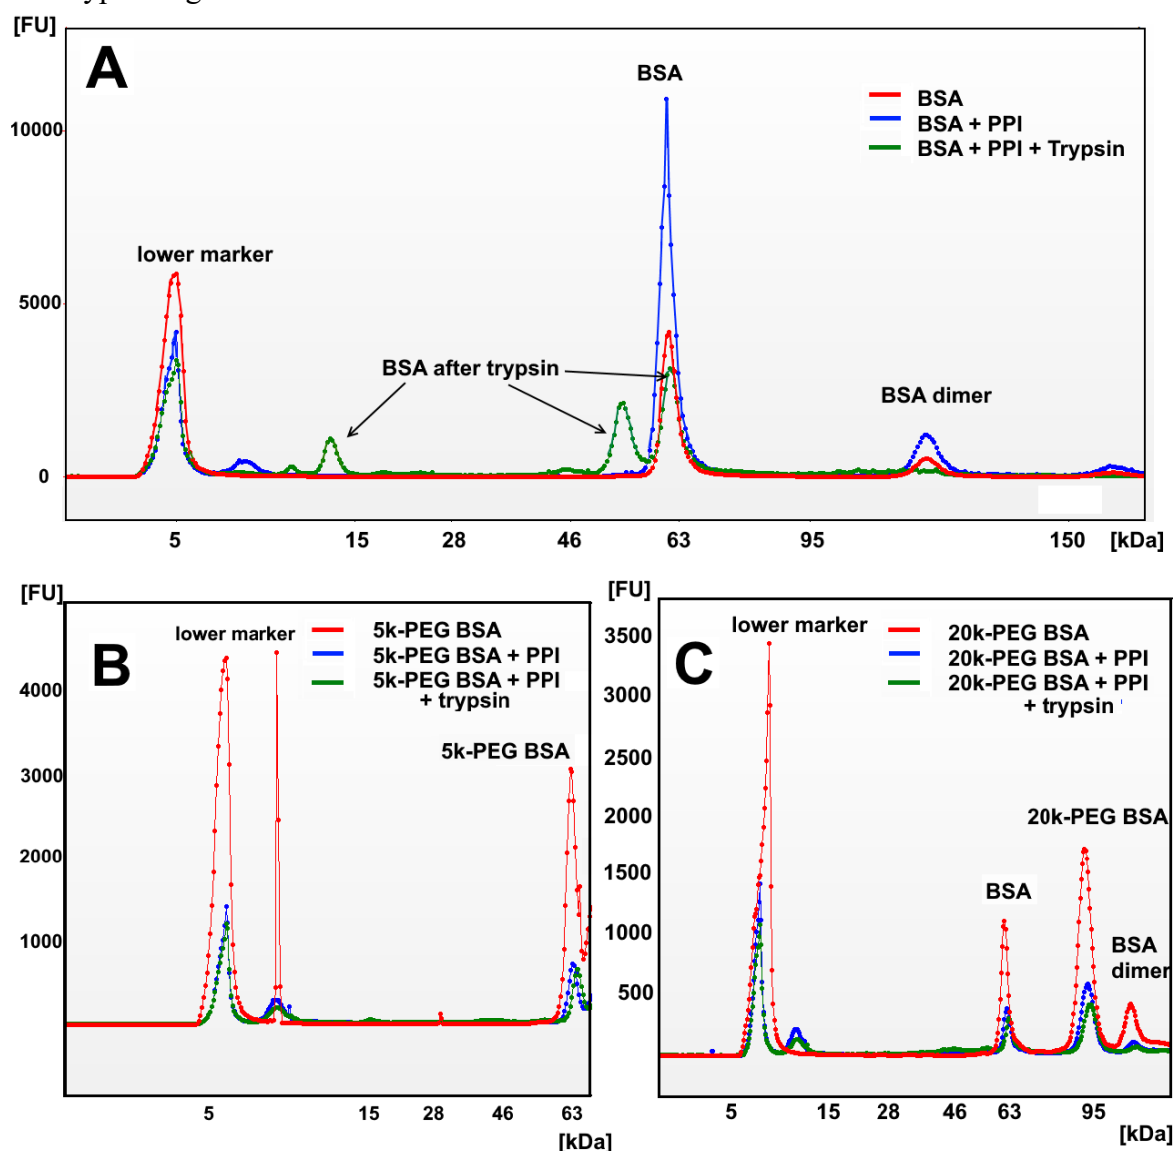 [FU]
A
BSA
BSA
BSA + PPI
BSA + PPI + Trypsin
10000
lower marker
5000
BSA after trypsin
BSA dimer
0
5 15 28 46 63 95 150 [kDa]
[FU]
B
lower marker
5k-PEG BSA
5k-PEG BSA + PPI
5k-PEG BSA + PPI
+ trypsin
4000
5k-PEG BSA
3000
2000
1000
5 15 28 46 63
[kDa]
[FU]
C
lower marker
20k-PEG BSA
20k-PEG BSA + PPI
20k-PEG BSA + PPI
+ trypsin
3500
3000
2500
2000
20k-PEG BSA
1500
BSA
1000
BSA
dimer
500
5 15 28 46 63 95
[kDa]